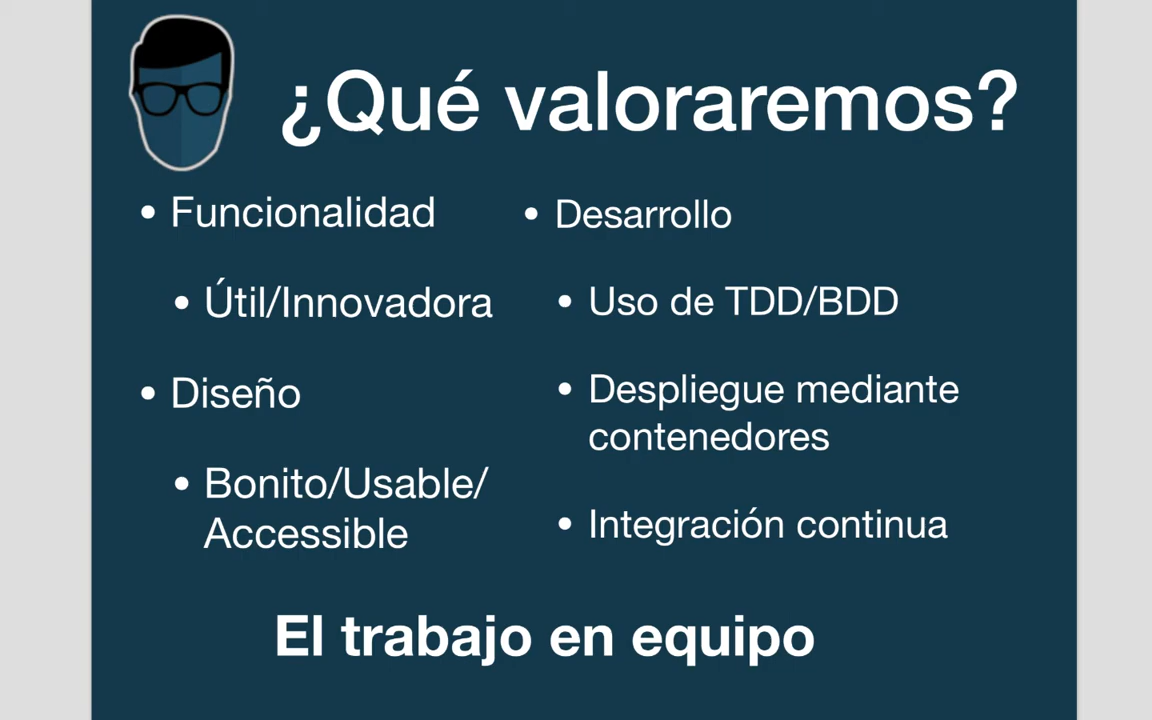 ¿Qué valoraremos?
• Funcionalidad
• Útil/Innovadora
• Diseño
• Bonito/Usable/
Accessible
• Desarrollo
• Uso de TDD/BDD
• Despliegue mediante
contenedores
• Integración continua
El trabajo en equipo